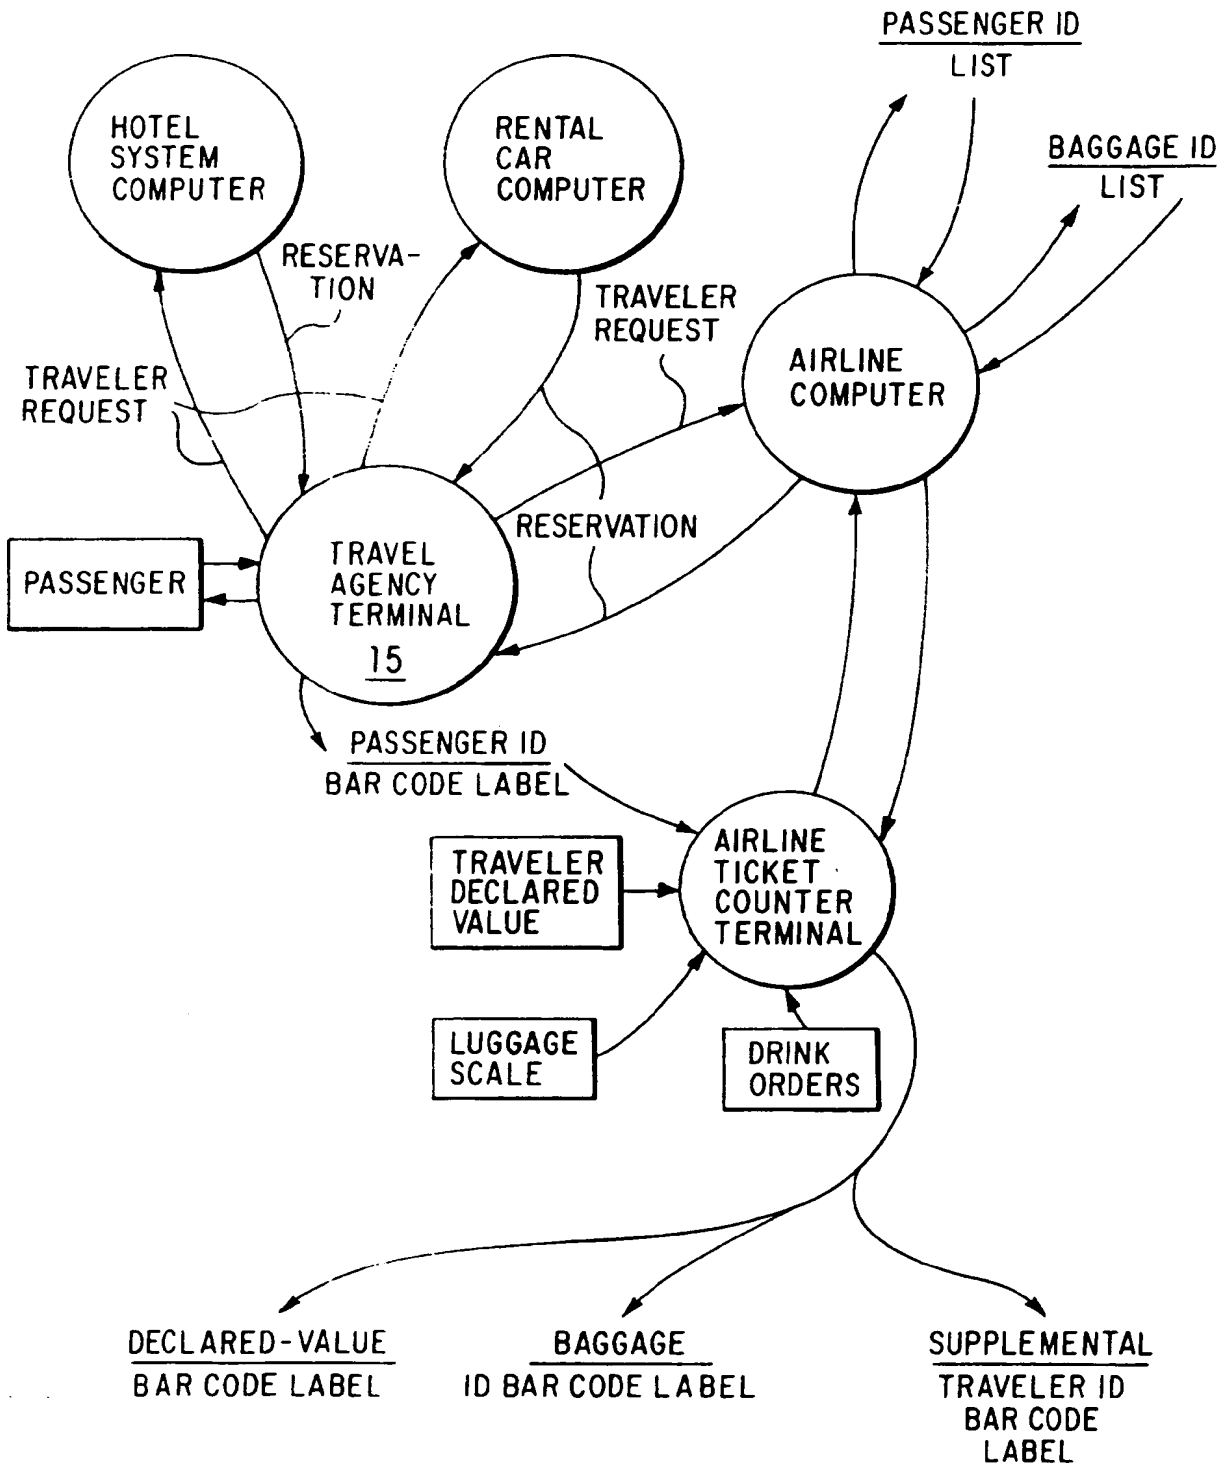 PASSENGER ID
LIST
HOTEL
SYSTEM
COMPUTER
RENTAL
CAR
COMPUTER
BAGGAGE ID
LIST
RESERVA-
TION
TRAVELER
REQUEST
TRAVELER
REQUEST
AIRLINE
COMPUTER
RESERVATION
PASSENGER
TRAVEL
AGENCY
TERMINAL
15
PASSENGER ID
BAR CODE LABEL
TRAVELER
DECLARED
VALUE
AIRLINE
TICKET
COUNTER
TERMINAL
LUGGAGE
SCALE
DRINK
ORDERS
DECLARED-VALUE
BAR CODE LABEL
BAGGAGE
ID BAR CODE LABEL
SUPPLEMENTAL
TRAVELER ID
BAR CODE
LABEL